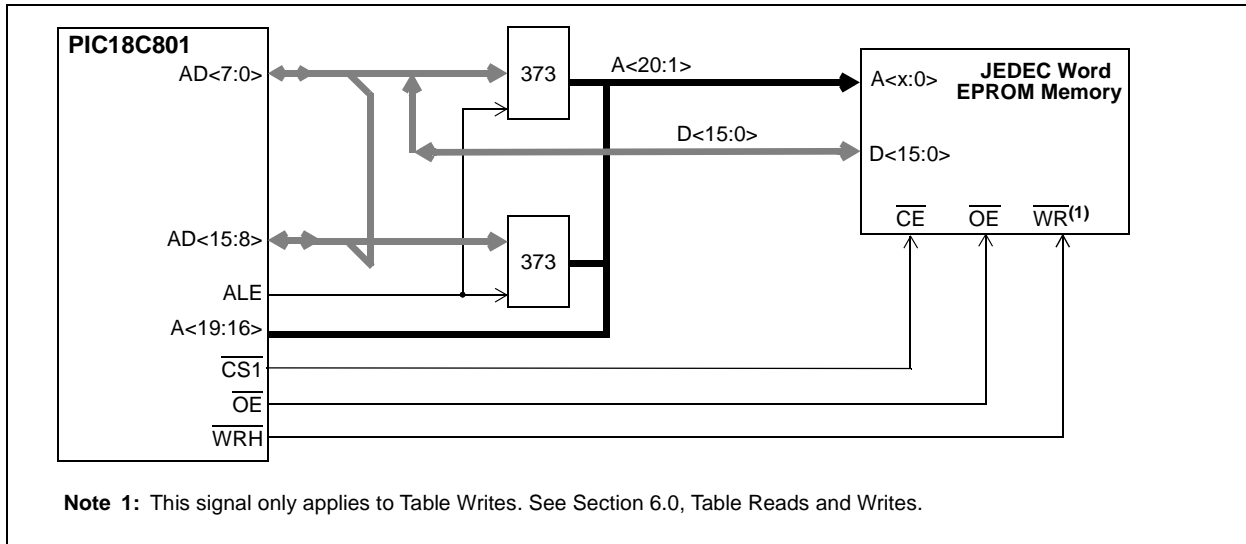 PIC18C801
AD<7:0>
373
A<20:1>
A<x:0>
JEDEC Word
EPROM Memory
D<15:0>
D<15:0>
CE
OE
WR(1)
AD<15:8>
373
ALE
A<19:16>
CS1
OE
WRH
Note 1: This signal only applies to Table Writes. See Section 6.0, Table Reads and Writes.